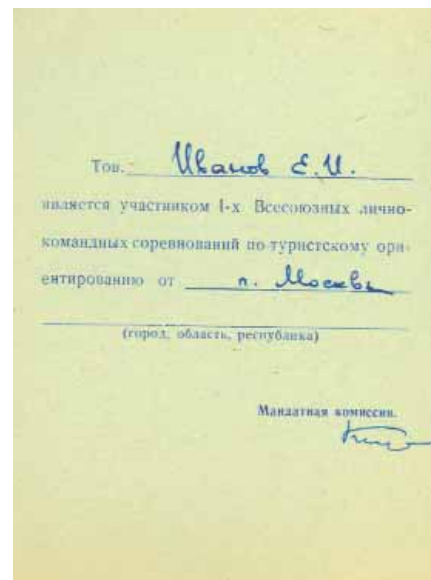 Тов. Иванов Е.И.
является участником I-х Всесоюзных лично-
командных соревнований по туристскому ори-
ентированию от г. Москвы
(город, область, республика)
Мандатная комиссия.